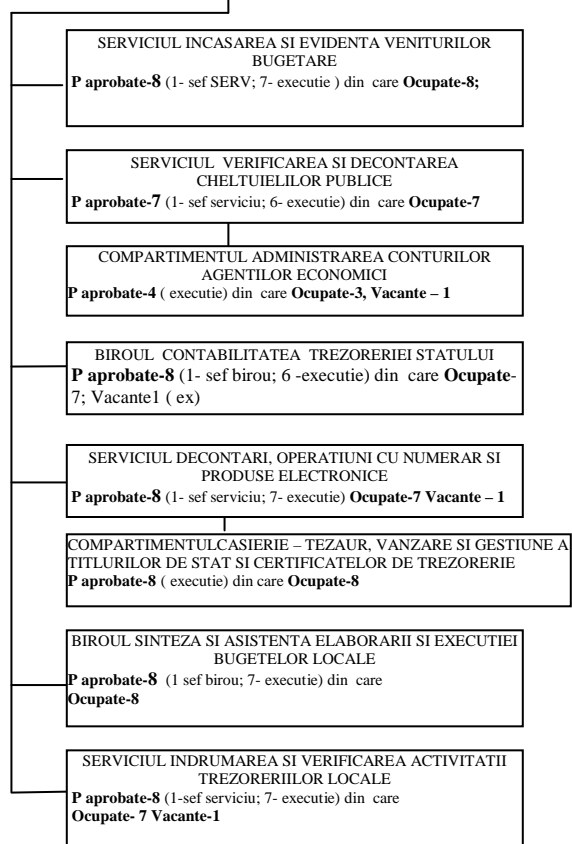 SERVICIUL INCASAREA SI EVIDENTA VENITURILOR
BUGETARE
P aprobate-8 (1- sef SERV; 7- executie ) din care Ocupate-8;
SERVICIUL VERIFICAREA SI DECONTAREA
CHELTUIELILOR PUBLICE
P aprobate-7 (1- sef serviciu; 6- executie) din care Ocupate-7
COMPARTIMENTUL ADMINISTRAREA CONTURILOR
AGENTILOR ECONOMICI
P aprobate-4 ( executie) din care Ocupate-3, Vacante – 1
BIROUL CONTABILITATEA TREZORERIEI STATULUI
P aprobate-8 (1- sef birou; 6 -executie) din care Ocupate-
7; Vacante1 ( ex)
SERVICIUL DECONTARI, OPERATIUNI CU NUMERAR SI
PRODUSE ELECTRONICE
P aprobate-8 (1- sef serviciu; 7- executie) Ocupate-7 Vacante – 1
COMPARTIMENTULCASIERIE – TEZAUR, VANZARE SI GESTIUNE A
TITLURILOR DE STAT SI CERTIFICATELOR DE TREZORERIE
P aprobate-8 ( executie) din care Ocupate-8
BIROUL SINTEZA SI ASISTENTA ELABORARII SI EXECUTIEI
BUGETELOR LOCALE
P aprobate-8 (1 sef birou; 7- executie) din care
Ocupate-8
SERVICIUL INDRUMAREA SI VERIFICAREA ACTIVITATII
TREZORERIILOR LOCALE
P aprobate-8 (1-sef serviciu; 7- executie) din care
Ocupate- 7 Vacante-1